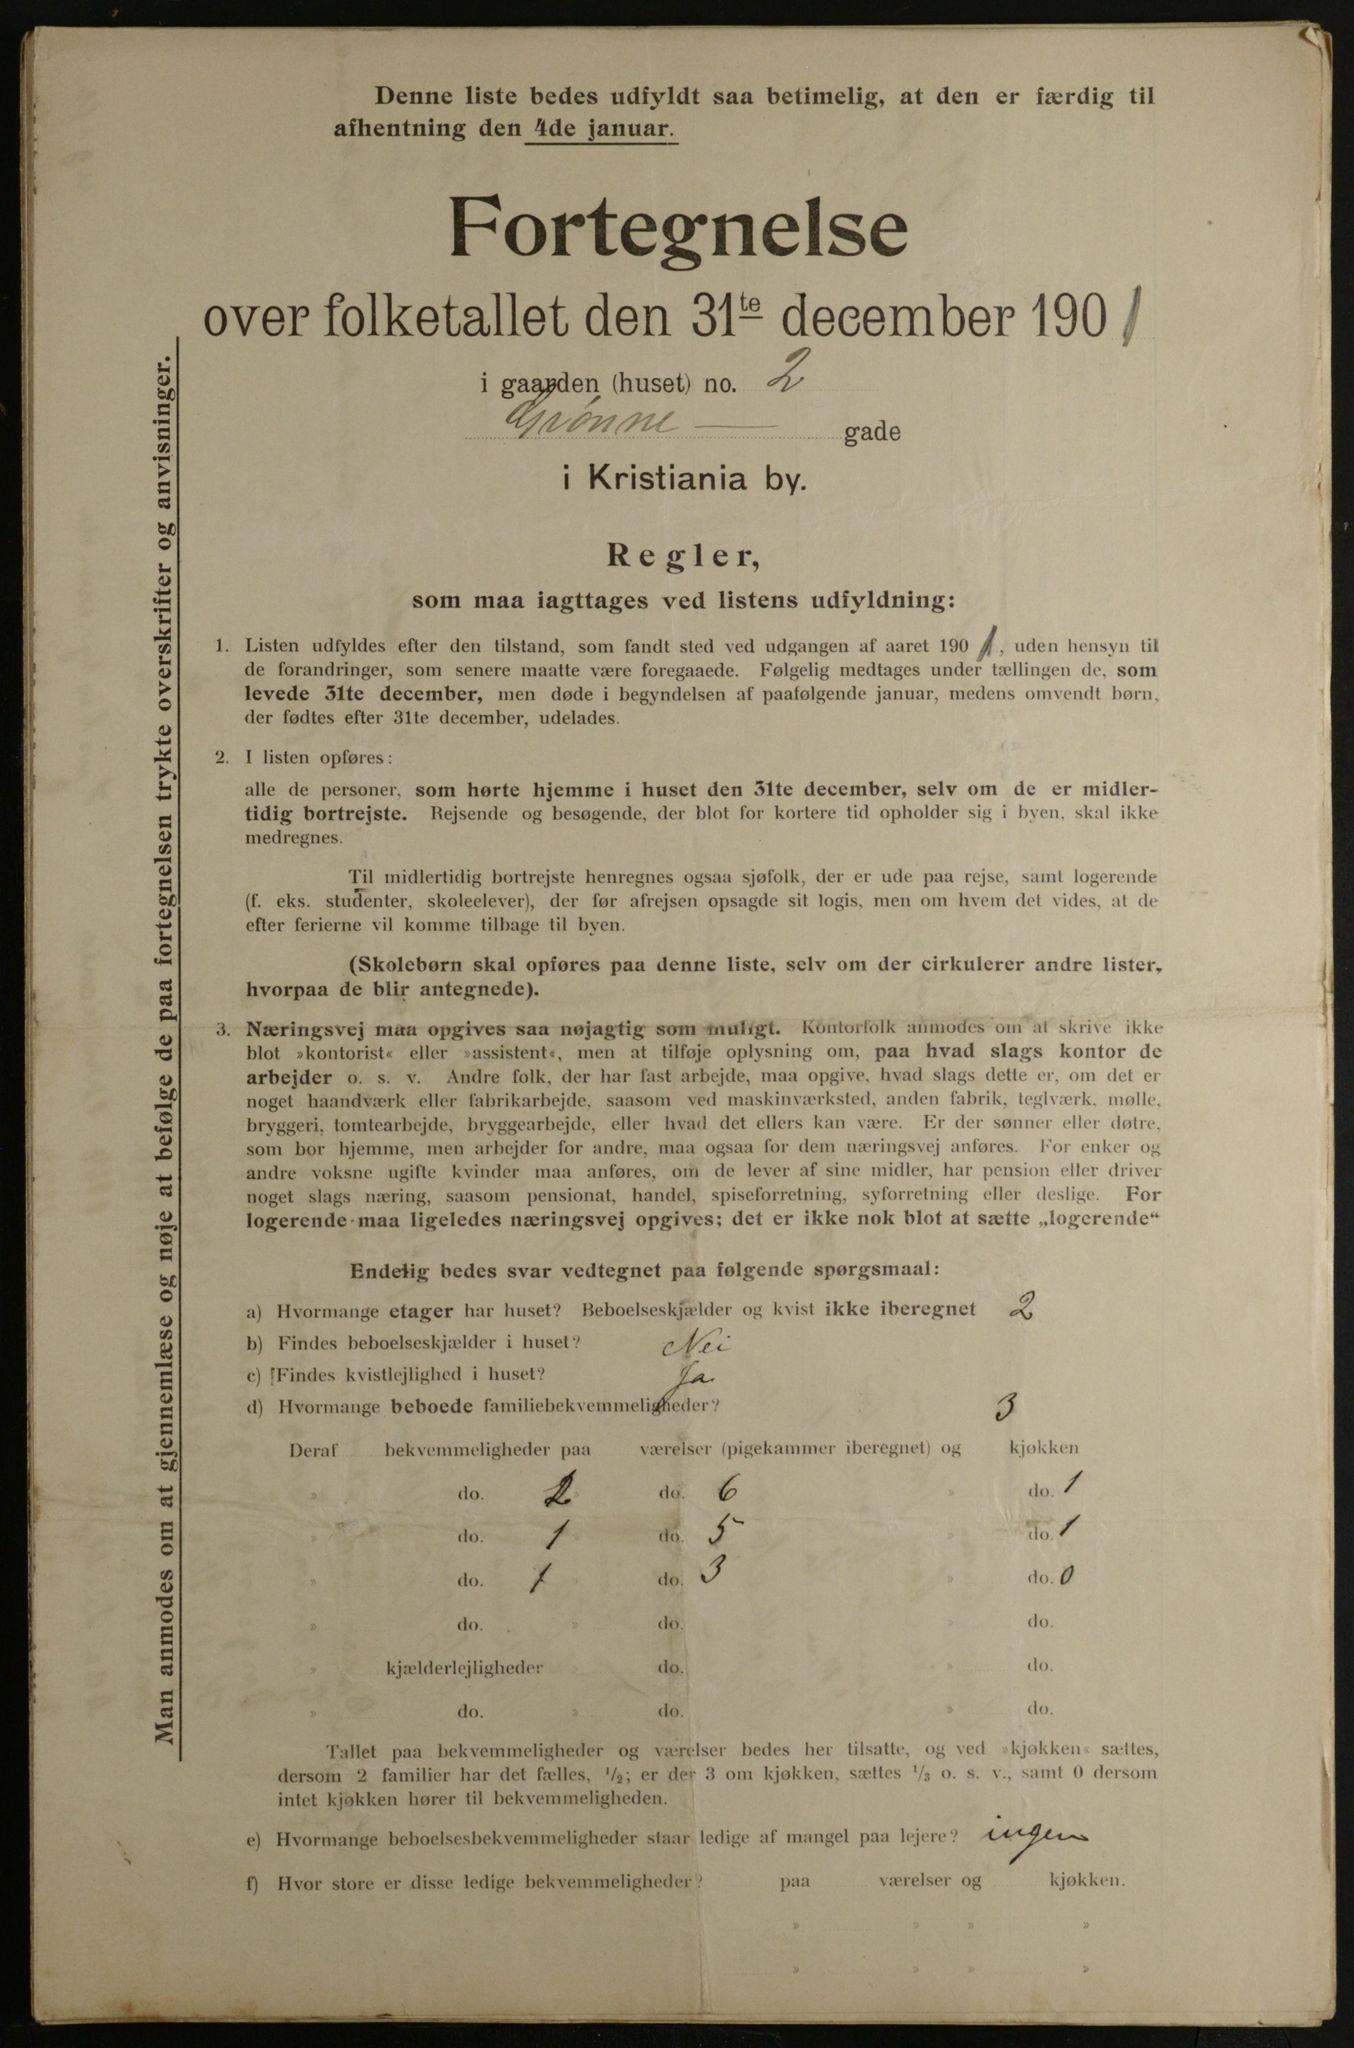 Denne liste bedes udfyldt saa betimelig, at den er færdig til
afhentning den 4de januar.
Fortegnelse
over folketallet den 31te december 1901
i gaarden (huset) no. 2
Grønne — gade
i Kristiania by.
Regler,
som maa iagttages ved listens udfyldning:
1. Listen udfyldes efter den tilstand, som fandt sted ved udgangen af aaret 1901, uden hensyn til
de forandringer, som senere maatte være foregaaede. Følgelig medtages under tællingen de, som
levede 31te december, men døde i begyndelsen af paafølgende januar, medens omvendt børn,
der fødtes efter 31te december, udelades.
2. I listen opføres:
alle de personer, som hørte hjemme i huset den 31te december, selv om de er midler-
tidig bortrejste. Rejsende og besøgende, der blot for kortere tid opholder sig i byen, skal ikke
medregnes.
Til midlertidig bortrejste henregnes ogsaa sjøfolk, der er ude paa rejse, samt logerende
(f. eks. studenter, skoleelever), der før afrejsen opsagde sit logis, men om hvem det vides, at de
efter ferierne vil komme tilbage til byen.
(Skolebørn skal opføres paa denne liste, selv om der cirkulerer andre lister,
hvorpaa de blir antegnede).
3. Næringsvej maa opgives saa nøjagtig som muligt. Kontorfolk anmodes om at skrive ikke
blot »kontorist« eller »assistent«, men at tilføje oplysning om, paa hvad slags kontor de
arbejder o. s. v. Andre folk, der har fast arbejde, maa opgive, hvad slags dette er, om det er
noget haandværk eller fabrikarbejde, saasom ved maskinværksted, anden fabrik, teglværk, mølle,
bryggeri, tomtearbejde, bryggearbejde, eller hvad det ellers kan være. Er der sønner eller døtre,
som bor hjemme, men arbejder for andre, maa ogsaa for dem næringsvej anføres. For enker og
andre voksne ugifte kvinder maa anføres, om de lever af sine midler, har pension eller driver
noget slags næring, saasom pensionat, handel, spiseforretning, syforretning eller deslige. For
logerende maa ligeledes næringsvej opgives; det er ikke nok blot at sætte „logerende“
Endelig bedes svar vedtegnet paa følgende spørgsmaal:
a) Hvormange etager har huset? Beboelseskjælder og kvist ikke iberegnet 2
b) Findes beboelseskjælder i huset? Nei
c) Findes kvistlejlighed i huset? Ja
d) Hvormange beboede familiebekvemmeligheder? 3
Deraf bekvemmeligheder paa værelser (pigekammer iberegnet) og kjøkken
» do. 2 » do. 6 » do. 1
» do. 1 » do. 5 » do. 1
» do. 1 » do. 3 » do. 0
» do. » do. » do.
» kjælderlejligheder » do. » do.
» do. » do. » do.
Tallet paa bekvemmeligheder og værelser bedes her tilsatte, og ved »kjøkken« sættes,
dersom 2 familier har det fælles, 1/2; er der 3 om kjøkken, sættes 1/3 o. s. v., samt 0 dersom
intet kjøkken hører til bekvemmeligheden.
e) Hvormange beboelsesbekvemmeligheder staar ledige af mangel paa lejere? ingen
f) Hvor store er disse ledige bekvemmeligheder? paa værelser og kjøkken.
» » » »
» » » »
Man anmodes om at gjennemlæse og nøje at befølge de paa fortegnelsen trykte overskrifter og anvisninger.